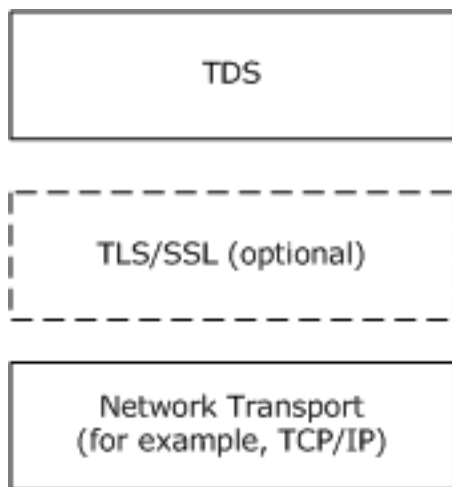 TDS
TLS/SSL (optional)
Network Transport
(for example, TCP/IP)